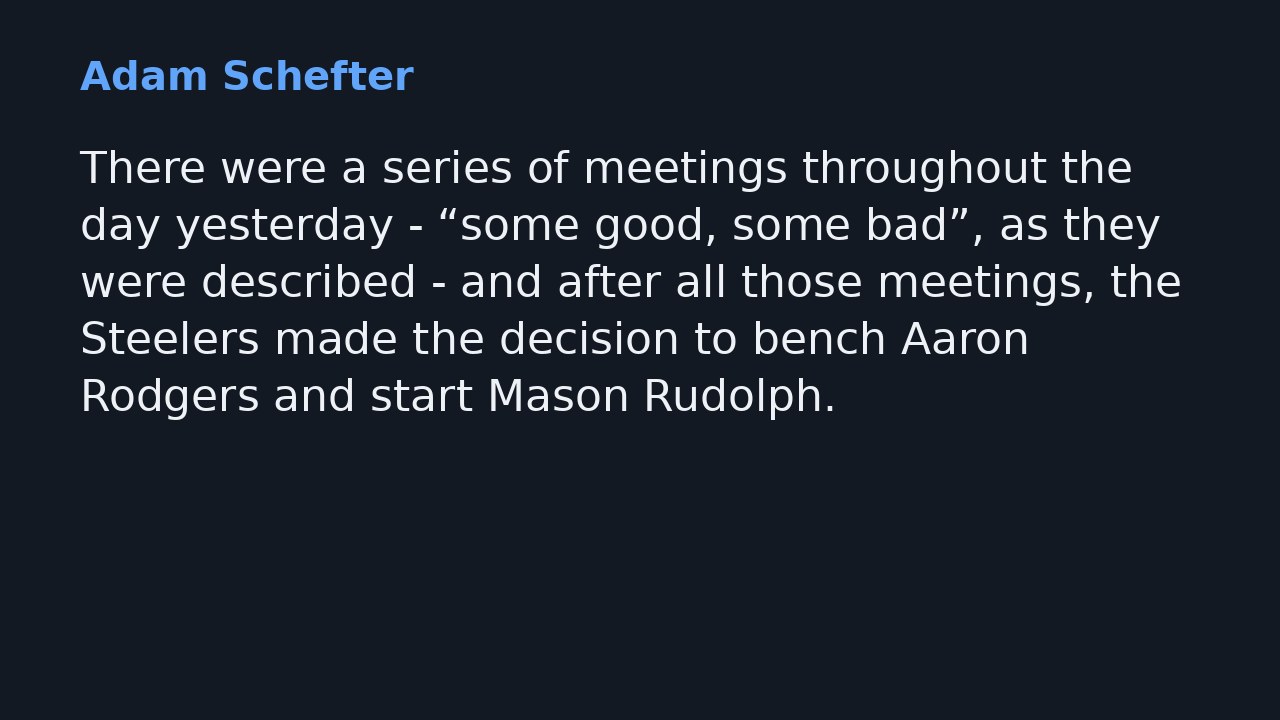 Adam Schefter
There were a series of meetings throughout the
day yesterday - “some good, some bad”, as they
were described - and after all those meetings, the
Steelers made the decision to bench Aaron
Rodgers and start Mason Rudolph.